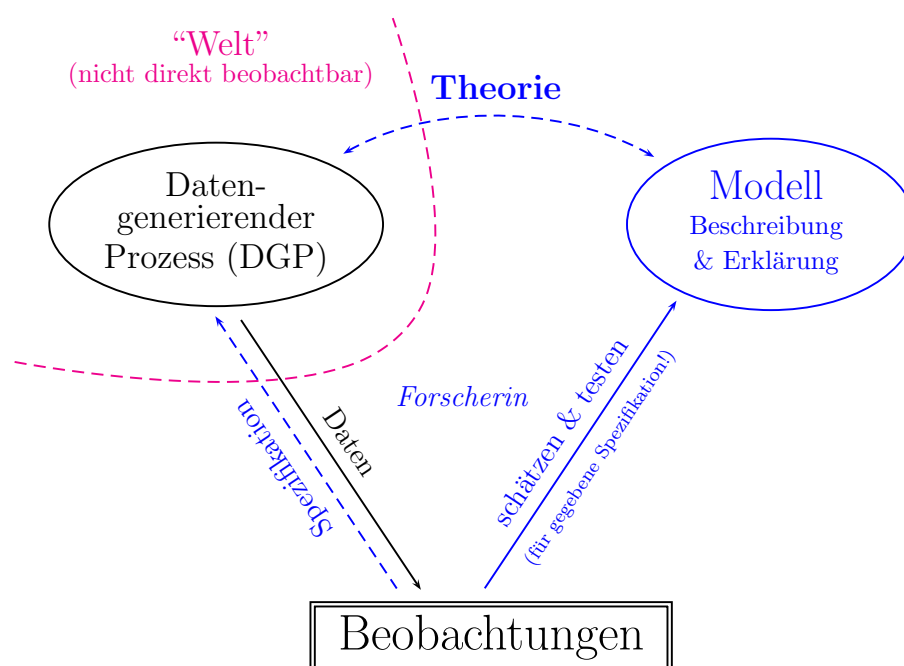 “Welt”
(nicht direkt beobachtbar)
Theorie
Daten-
generierender
Prozess (DGP)
Modell
Beschreibung
& Erklärung
Forscherin
Spezifikation
Daten
schätzen & testen
(für gegebene Spezifikation!)
Beobachtungen